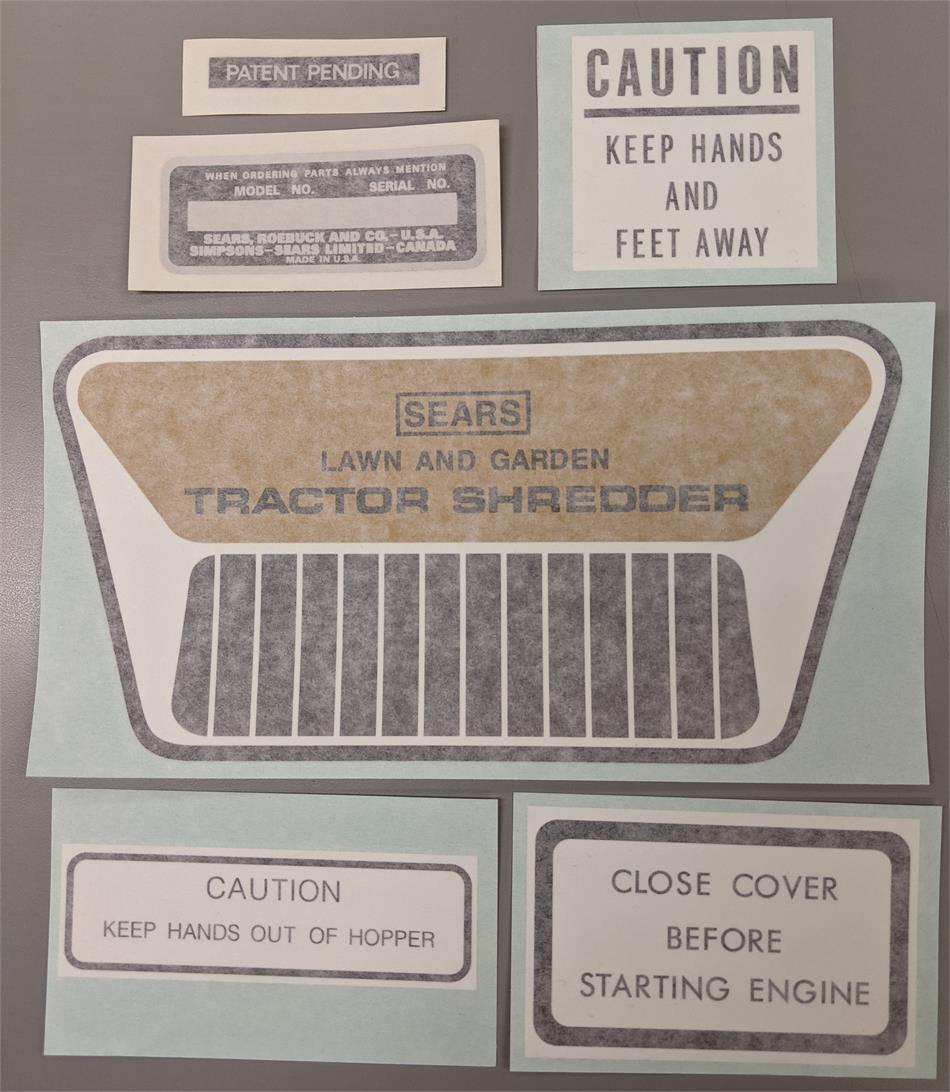 PATENT PENDING
CAUTION
KEEP HANDS
AND
FEET AWAY
WHEN ORDERING PARTS ALWAYS MENTION
MODEL NO. SERIAL NO.
SEARS, ROEBUCK AND CO.-U.S.A.
SIMPSONS-SEARS LIMITED-CANADA
MADE IN U.S.A.
SEARS
LAWN AND GARDEN
TRACTOR SHREDDER
CAUTION
KEEP HANDS OUT OF HOPPER
CLOSE COVER
BEFORE
STARTING ENGINE